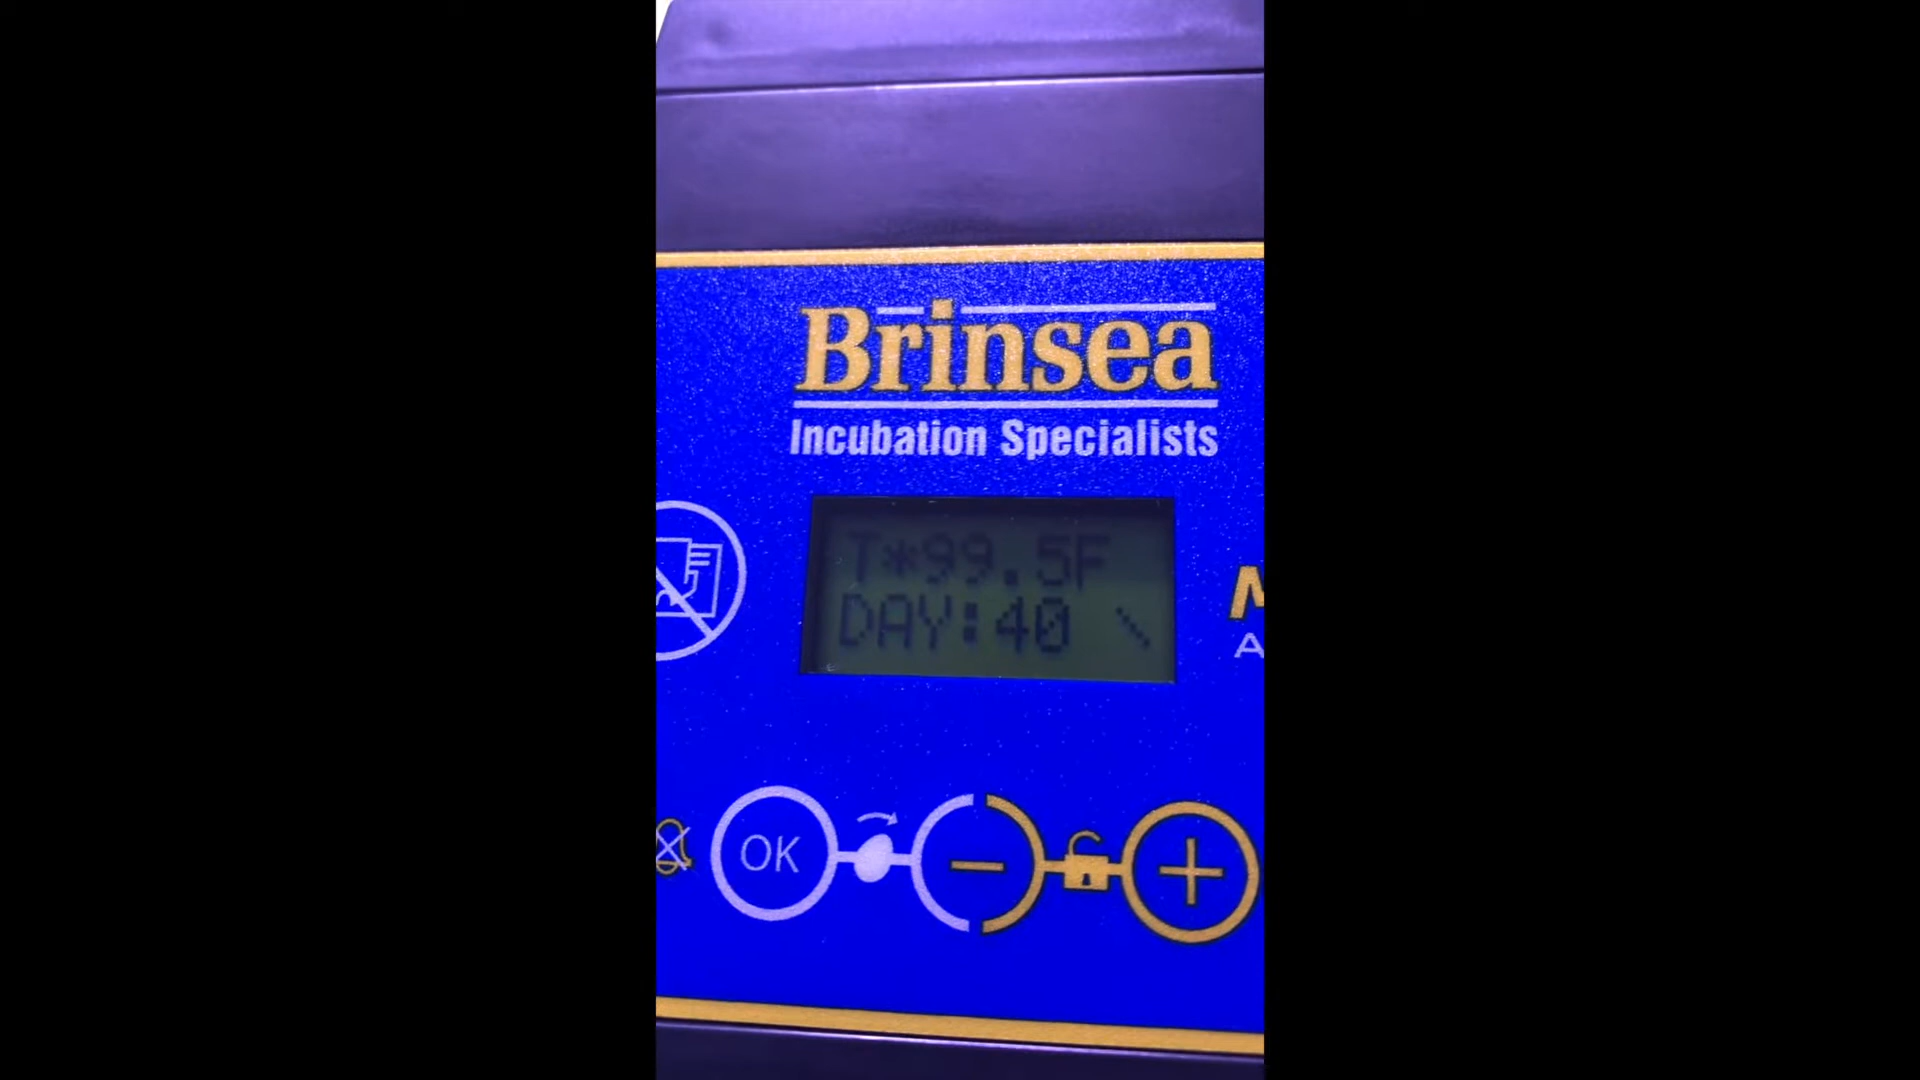 Brinsea
Incubation Specialists
T*99.5F
DAY:40 \
M
A
OK
- +